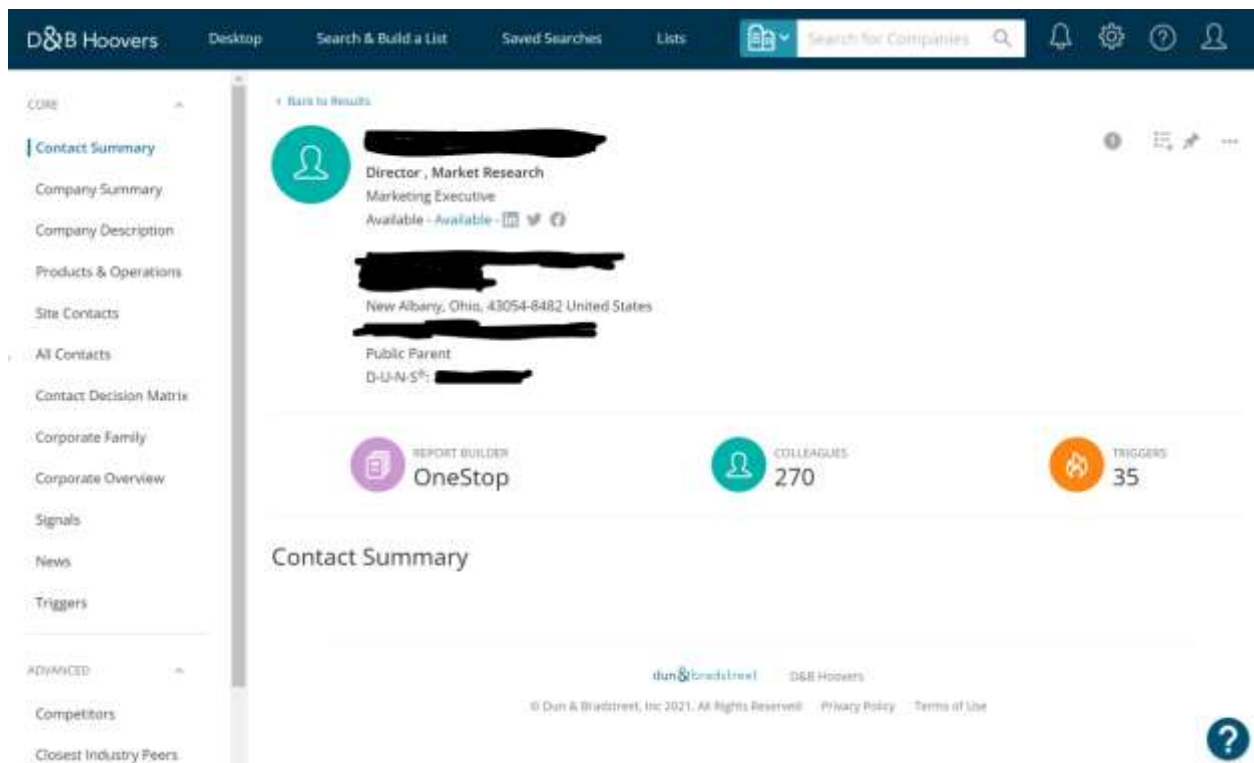 D&B Hoovers Desktop Search & Build a List Saved Searches Lists Search for Companies
CORE
Contact Summary
Company Summary
Company Description
Products & Operations
Site Contacts
All Contacts
Contact Decision Matrix
Corporate Family
Corporate Overview
Signals
News
Triggers
ADVANCED
Competitors
Closest Industry Peers
Back to Results
Director , Market Research
Marketing Executive
Available - Available -
New Albany, Ohio, 43054-8482 United States
Public Parent
D-U-N-S®:
REPORT BUILDER
OneStop
COLLEAGUES
270
TRIGGERS
35
Contact Summary
dun & bradstreet D&B Hoovers
© Dun & Bradstreet, Inc 2021. All Rights Reserved Privacy Policy Terms of Use